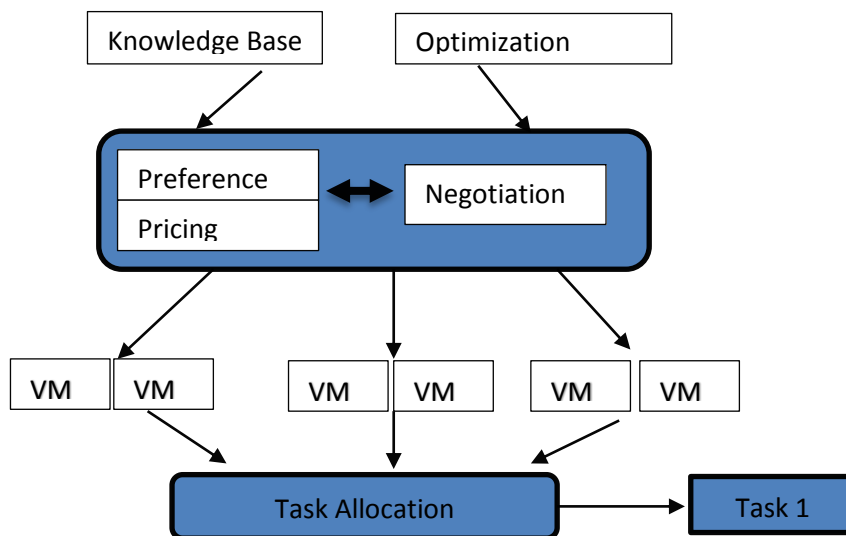 Knowledge Base
Optimization
Preference
Negotiation
Pricing
VM
VM
VM
VM
VM
VM
Task Allocation
Task 1